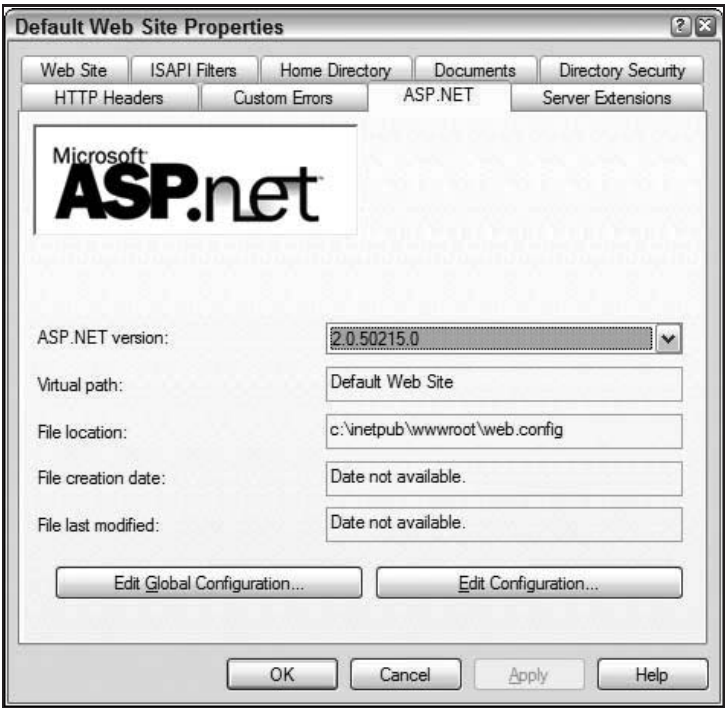 Default Web Site Properties
Web Site ISAPI Filters Home Directory Documents Directory Security
HTTP Headers Custom Errors ASP.NET Server Extensions
Microsoft
ASP.net
ASP.NET version: 2.0.50215.0
Virtual path: Default Web Site
File location: c:\inetpub\wwwroot\web.config
File creation date: Date not available.
File last modified: Date not available.
Edit Global Configuration... Edit Configuration...
OK Cancel Apply Help